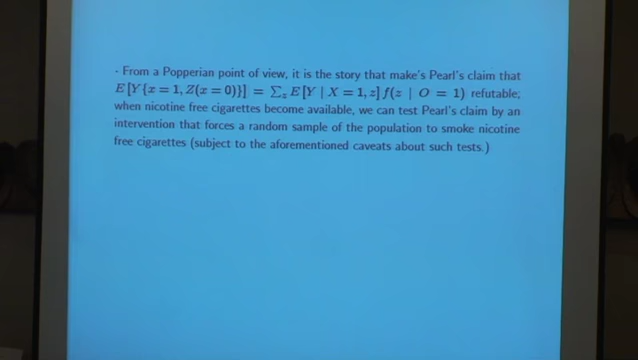 - From a Popperian point of view, it is the story that make's Pearl's claim that
E[Y{x = 1, Z(x = 0)}] = ∑z E[Y | X = 1, z] f(z | O = 1) refutable;
when nicotine free cigarettes become available, we can test Pearl's claim by an
intervention that forces a random sample of the population to smoke nicotine
free cigarettes (subject to the aforementioned caveats about such tests.)